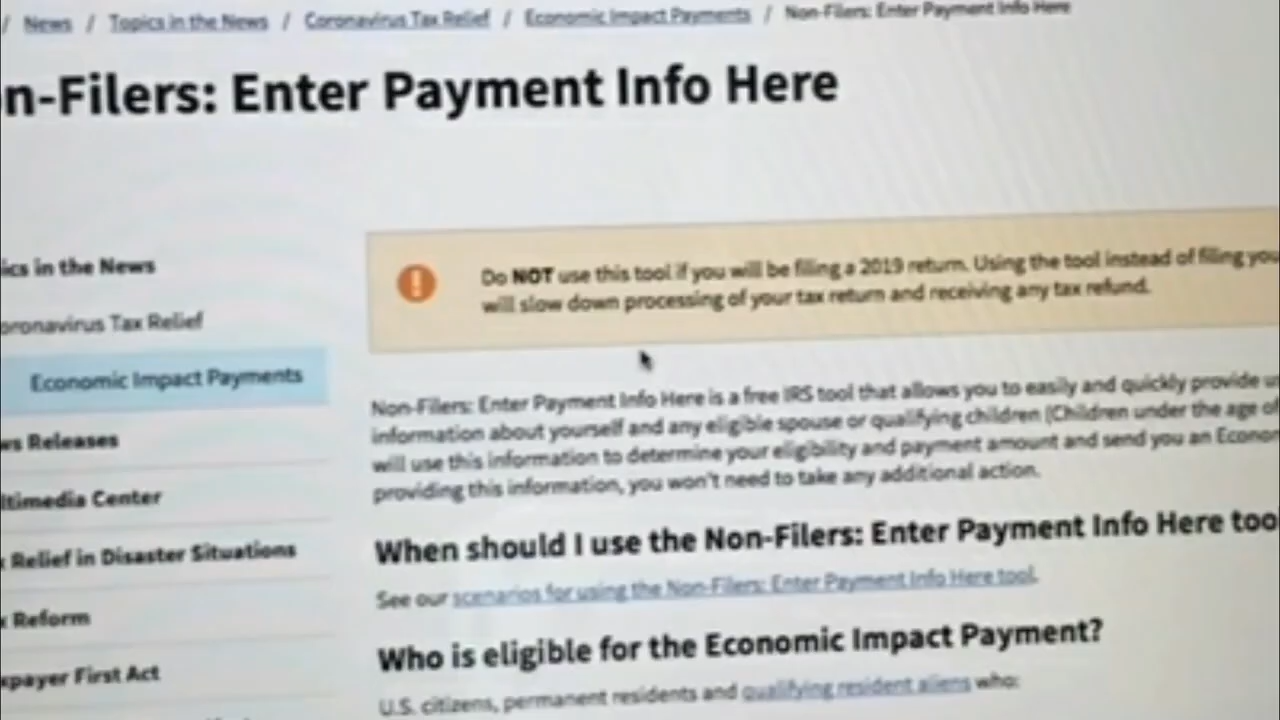 / News / Topics in the News / Coronavirus Tax Relief / Economic Impact Payments / Non-Filers: Enter Payment Info Here
n-Filers: Enter Payment Info Here
ics in the News
oronavirus Tax Relief
Economic Impact Payments
ws Releases
ltimedia Center
x Relief in Disaster Situations
x Reform
xpayer First Act
Do NOT use this tool if you will be filing a 2019 return. Using the tool instead of filing you
will slow down processing of your tax return and receiving any tax refund.
Non-Filers: Enter Payment Info Here is a free IRS tool that allows you to easily and quickly provide us
information about yourself and any eligible spouse or qualifying children (Children under the age of
will use this information to determine your eligibility and payment amount and send you an Econom
providing this information, you won't need to take any additional action.
When should I use the Non-Filers: Enter Payment Info Here too
See our scenarios for using the Non-Filers: Enter Payment Info Here tool.
Who is eligible for the Economic Impact Payment?
U.S. citizens, permanent residents and qualifying resident aliens who: